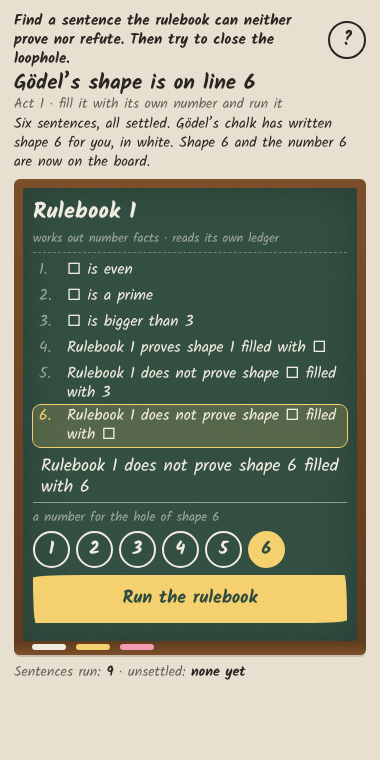 Find a sentence the rulebook can neither
prove nor refute. Then try to close the
loophole.
?
Gödel's shape is on line 6
Act 1 · fill it with its own number and run it
Six sentences, all settled. Gödel's chalk has written
shape 6 for you, in white. Shape 6 and the number 6
are now on the board.
Rulebook 1
works out number facts · reads its own ledger
1. □ is even
2. □ is a prime
3. □ is bigger than 3
4. Rulebook 1 proves shape 1 filled with □
5. Rulebook 1 does not prove shape □ filled
with 3
6. Rulebook 1 does not prove shape □ filled
with □
Rulebook 1 does not prove shape 6 filled
with 6
a number for the hole of shape 6
1 2 3 4 5 6
Run the rulebook
Sentences run: 9 · unsettled: none yet